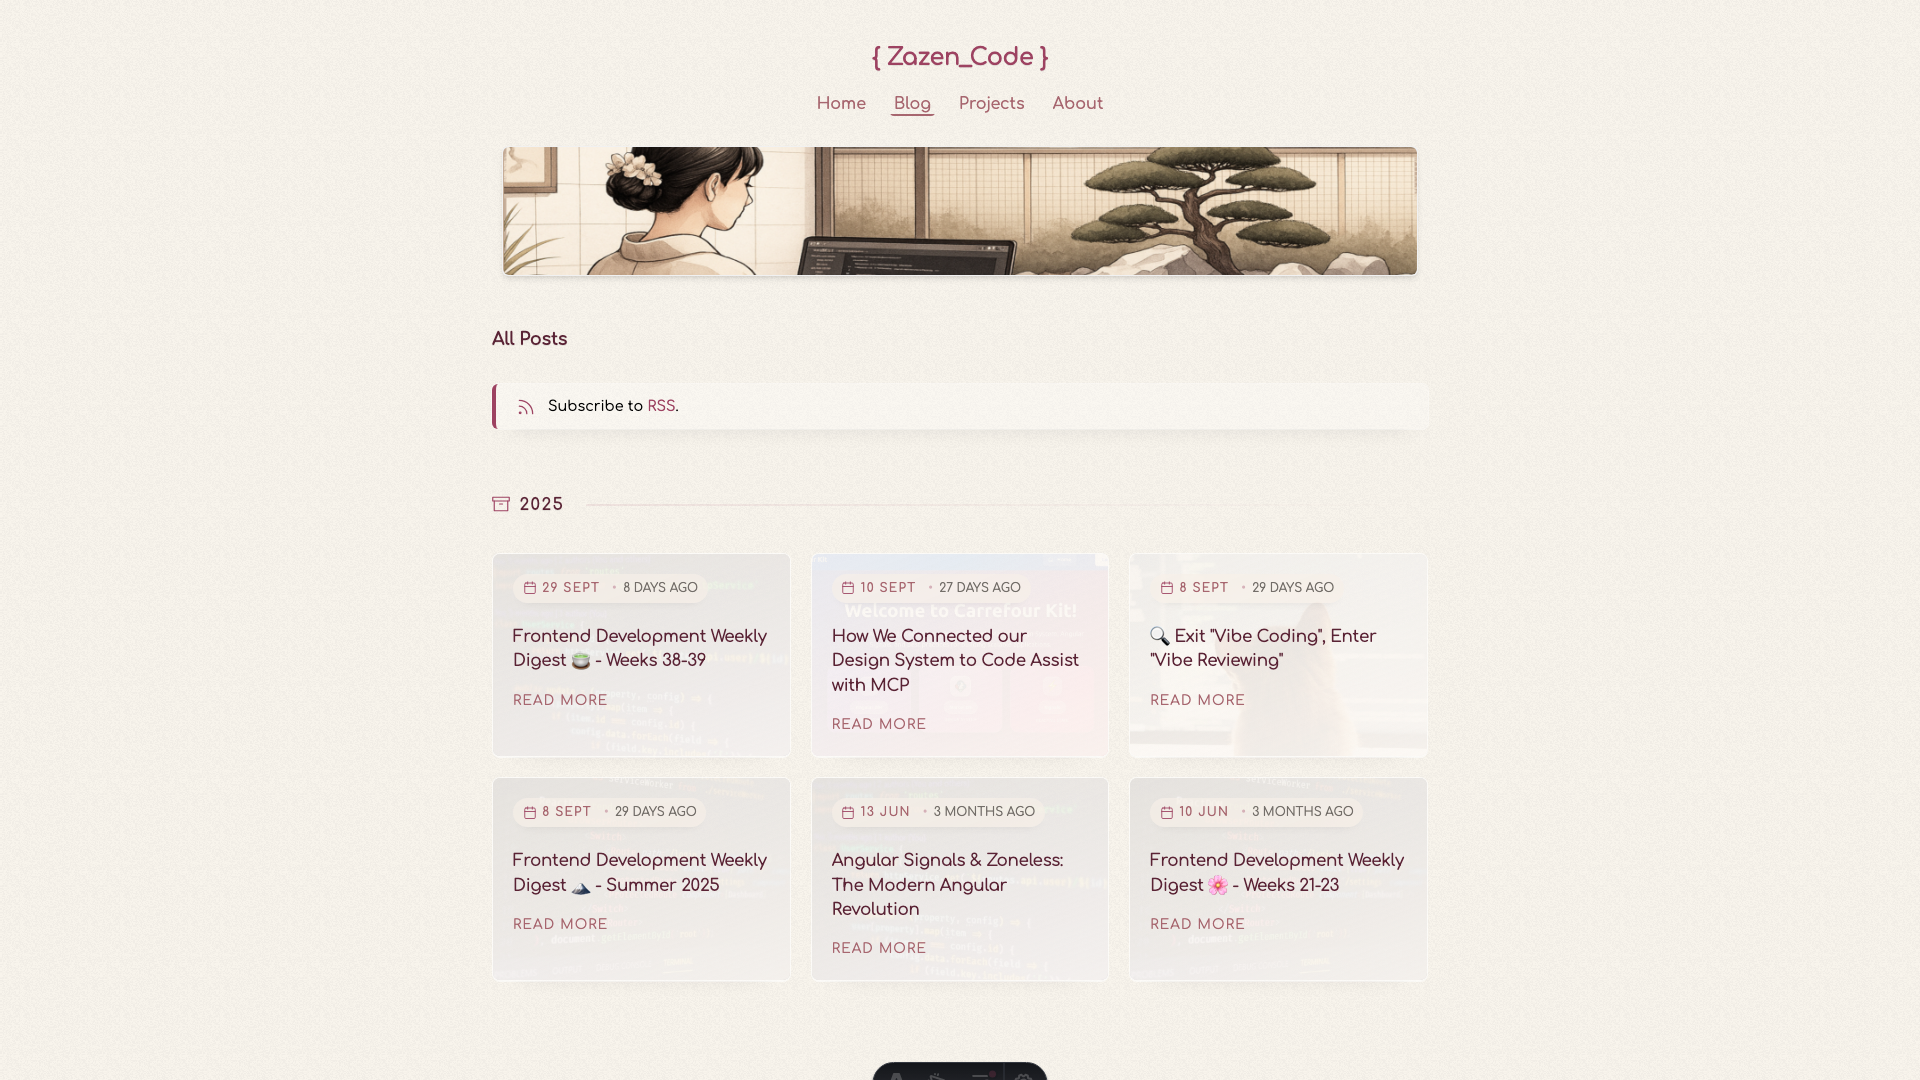 { Zazen_Code }
Home Blog Projects About
All Posts
Subscribe to RSS.
2025
29 SEPT • 8 DAYS AGO
Frontend Development Weekly
Digest 🍵 - Weeks 38-39
READ MORE
10 SEPT • 27 DAYS AGO
Welcome to Carrefour Kit!
How We Connected our
Design System to Code Assist
with MCP
READ MORE
8 SEPT • 29 DAYS AGO
🔍 Exit "Vibe Coding", Enter
"Vibe Reviewing"
READ MORE
8 SEPT • 29 DAYS AGO
Frontend Development Weekly
Digest 🗻 - Summer 2025
READ MORE
13 JUN • 3 MONTHS AGO
Angular Signals & Zoneless:
The Modern Angular
Revolution
READ MORE
10 JUN • 3 MONTHS AGO
Frontend Development Weekly
Digest 🌸 - Weeks 21-23
READ MORE